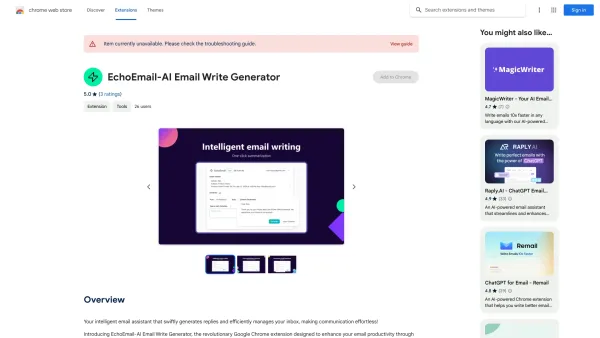 chrome web store
Discover
Extensions
Themes
Search extensions and themes
Sign in
Item currently unavailable. Please check the troubleshooting guide.
View guide
EchoEmail-AI Email Write Generator
Add to Chrome
5.0 ★ (3 ratings)
Extension
Tools
26 users
Intelligent email writing
One click summarization
Overview
Your intelligent email assistant that swiftly generates replies and efficiently manages your inbox, making communication effortless!
Introducing EchoEmail-AI Email Write Generator, the revolutionary Google Chrome extension designed to enhance your email productivity through
You might also like...
MagicWriter
MagicWriter - Your AI Email...
4.7 ★
Write emails 10x faster in any
language with our AI-powered...
RAPLY AI
Write perfect emails with
the power of ChatGPT
Raply.AI - ChatGPT Email...
4.9 ★
An AI-powered email assistant
that streamlines and enhances...
Remail
ChatGPT for Email - Remail
4.8 ★
An AI-powered Chrome extension
that helps you write better email...